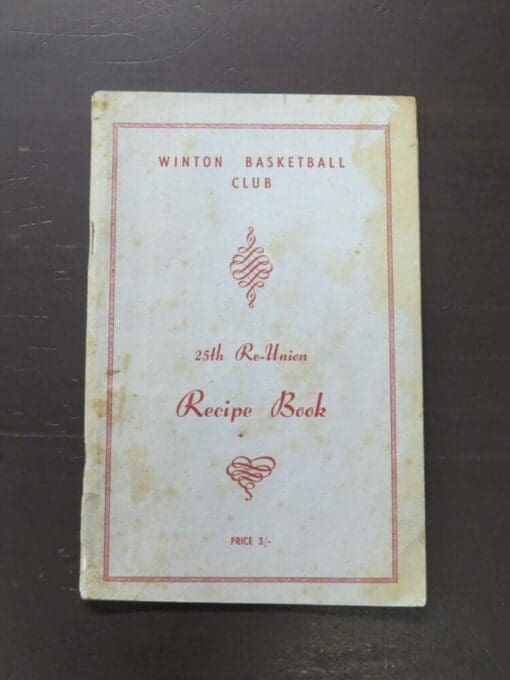 WINTON BASKETBALL
CLUB
25th Re-Union
Recipe Book
PRICE 3/-